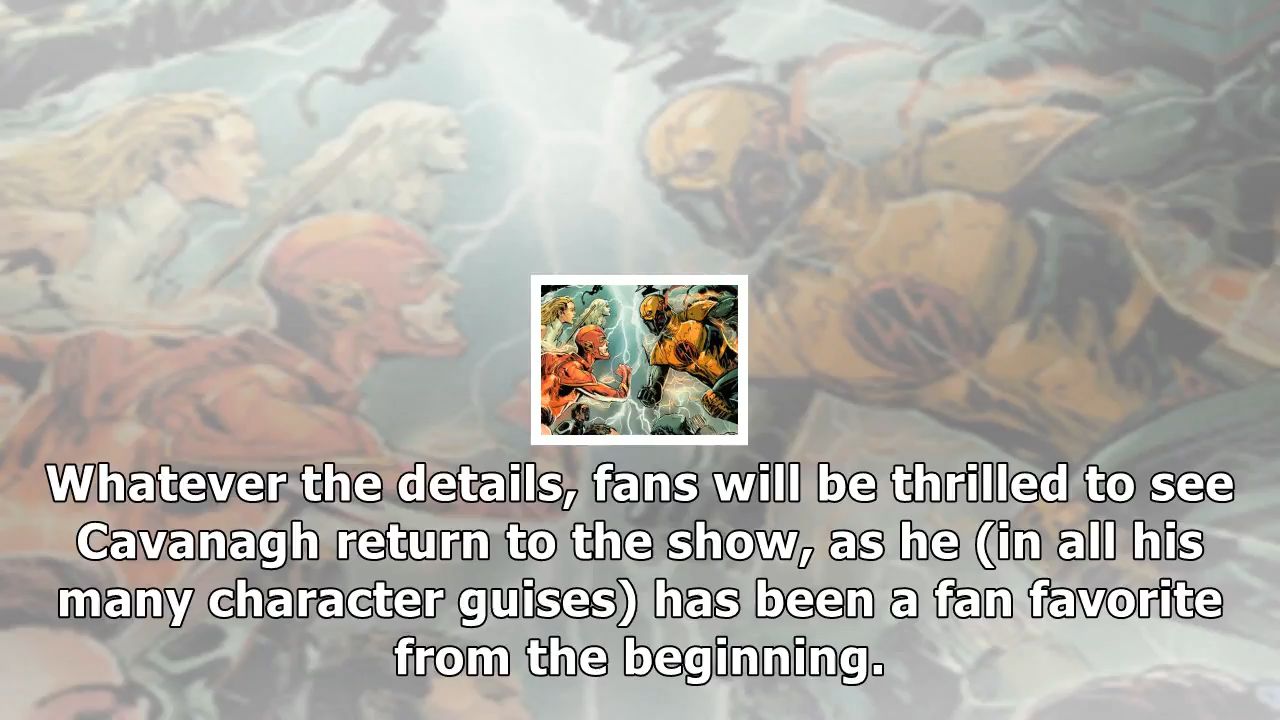 Whatever the details, fans will be thrilled to see
Cavanagh return to the show, as he (in all his
many character guises) has been a fan favorite
from the beginning.